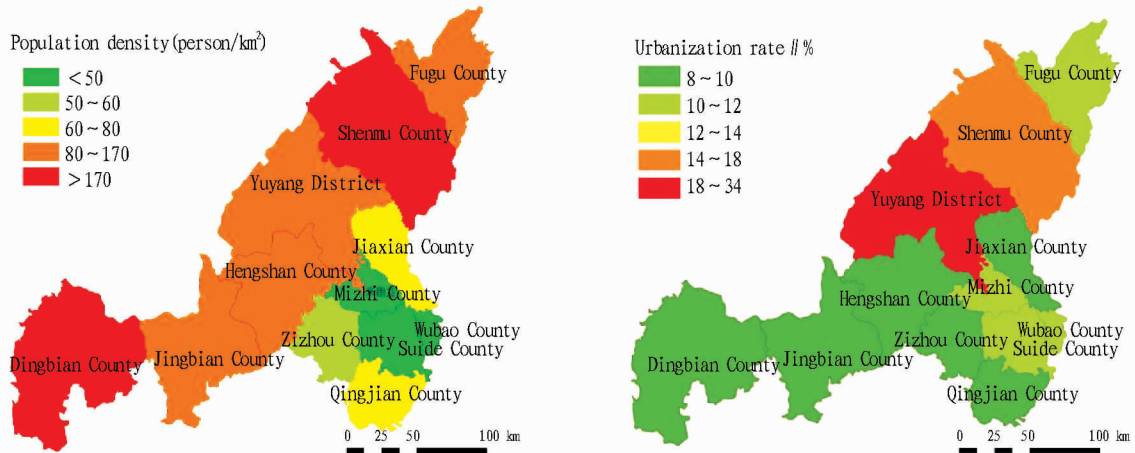 Population density(person/km²)
<50
50~60
60~80
80~170
>170
Fugu County
Shenmu County
Yuyang District
Jiaxian County
Hengshan County
Mizhi County
Zizhou County
Wubao County
Suide County
Dingbian County
Jingbian County
Qingjian County
0 25 50 100 km
Urbanization rate // %
8~10
10~12
12~14
14~18
18~34
Fugu County
Shenmu County
Yuyang District
Jiaxian County
Mizhi County
Hengshan County
Zizhou County
Wubao County
Suide County
Dingbian County
Jingbian County
Qingjian County
0 25 50 100 km